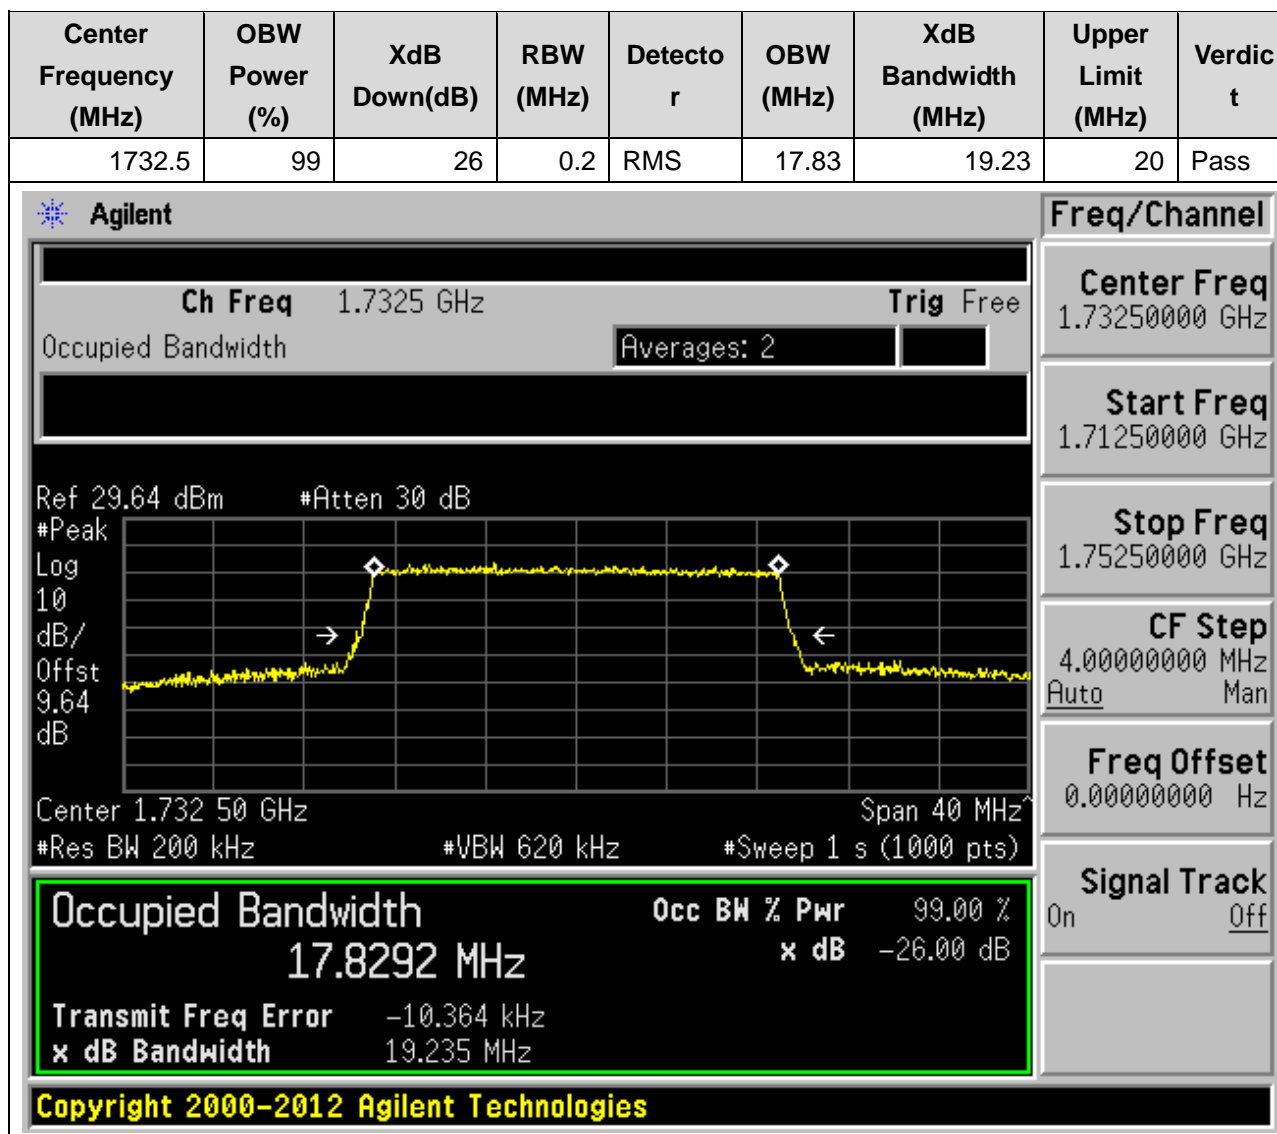 Center Frequency (MHz) OBW Power (%) XdB Down(dB) RBW (MHz) Detecto r OBW (MHz) XdB Bandwidth (MHz) Upper Limit (MHz) Verdic t
1732.5 99 26 0.2 RMS 17.83 19.23 20 Pass
Agilent
Freq/Channel
Ch Freq 1.7325 GHz Trig Free
Occupied Bandwidth Averages: 2
Center Freq
1.73250000 GHz
Start Freq
1.71250000 GHz
Stop Freq
1.75250000 GHz
CF Step
4.00000000 MHz
Auto Man
Freq Offset
0.00000000 Hz
Signal Track
On Off
Ref 29.64 dBm #Atten 30 dB
#Peak
Log
10
dB/
Offst
9.64
dB
Center 1.732 50 GHz Span 40 MHz^
#Res BW 200 kHz #VBW 620 kHz #Sweep 1 s (1000 pts)
Occupied Bandwidth Occ BW % Pwr 99.00 %
17.8292 MHz x dB -26.00 dB
Transmit Freq Error -10.364 kHz
x dB Bandwidth 19.235 MHz
Copyright 2000-2012 Agilent Technologies